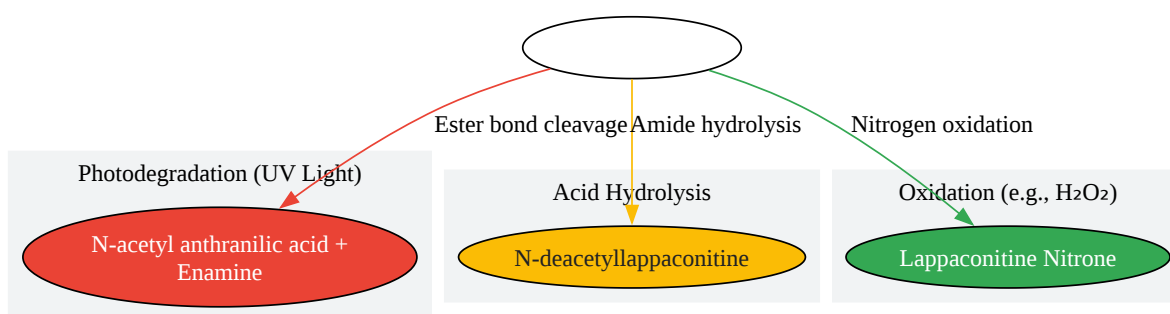 Ester bond cleavage
Amide hydrolysis
Nitrogen oxidation
Photodegradation (UV Light)
Acid Hydrolysis
Oxidation (e.g., H₂O₂)
N-acetyl anthranilic acid +
Enamine
N-deacetyllappaconitine
Lappaconitine Nitrone